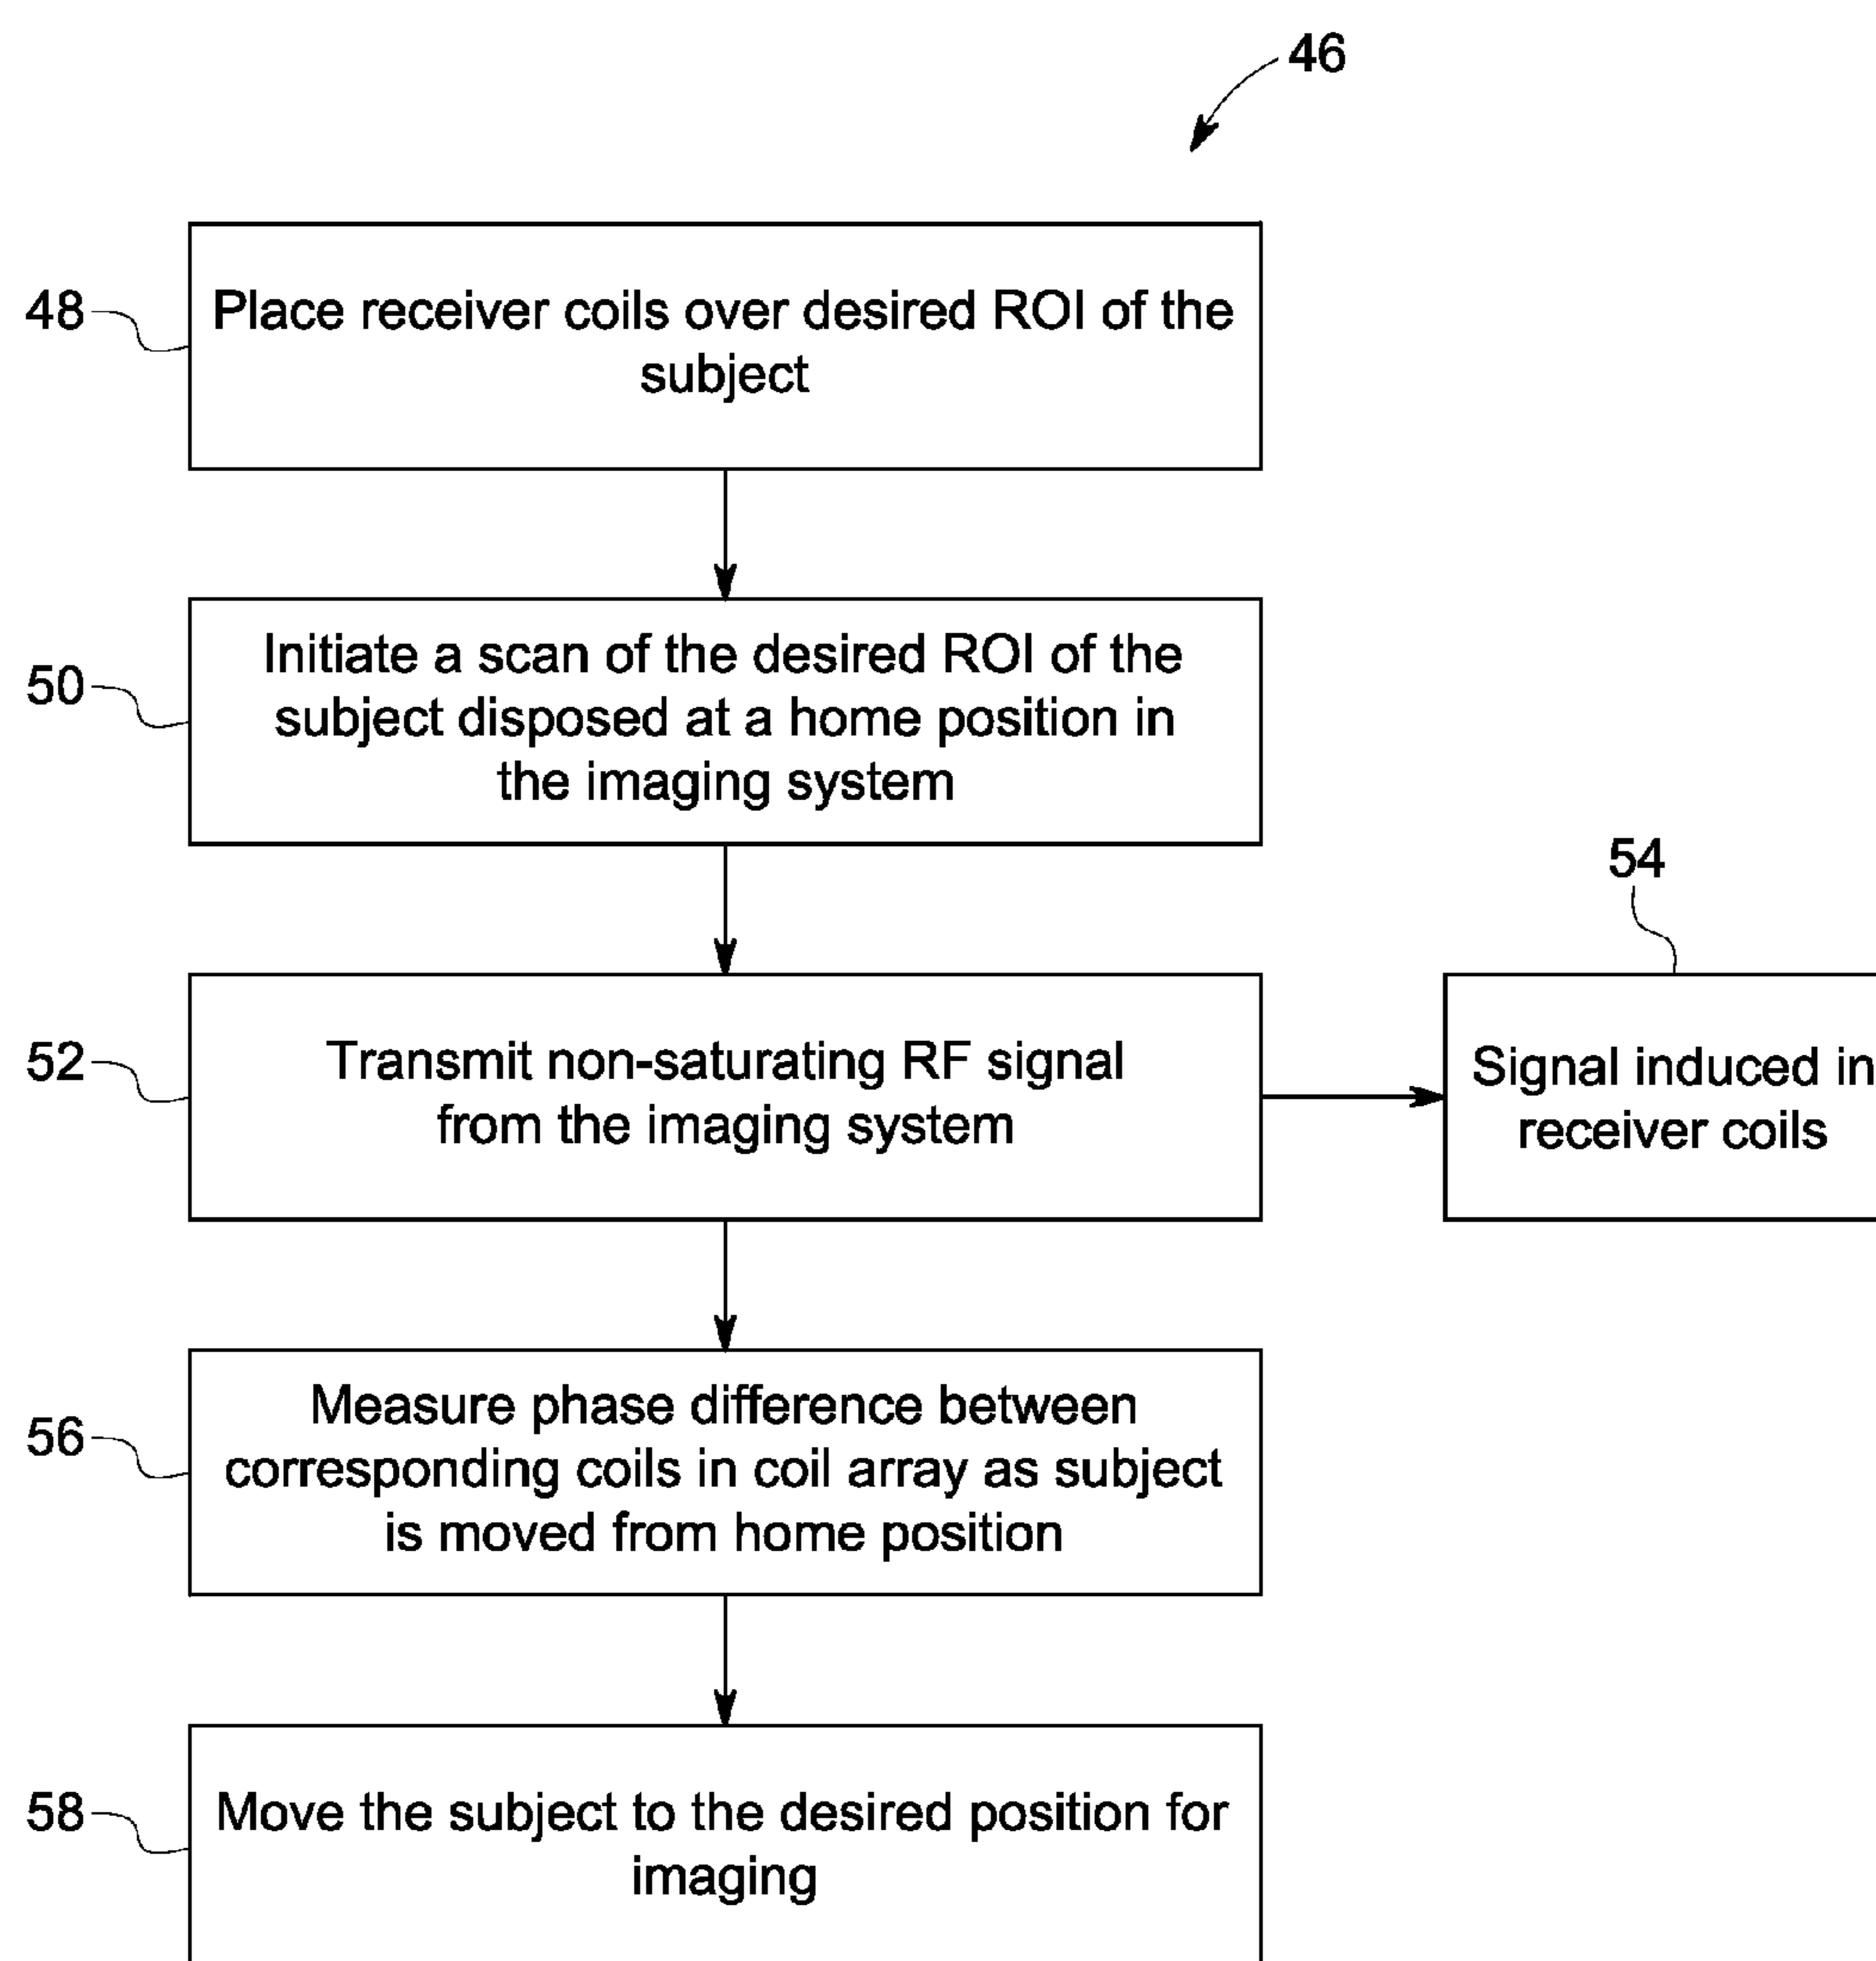 46
48
Place receiver coils over desired ROI of the
subject
50
Initiate a scan of the desired ROI of the
subject disposed at a home position in
the imaging system
52
Transmit non-saturating RF signal
from the imaging system
54
Signal induced in
receiver coils
56
Measure phase difference between
corresponding coils in coil array as subject
is moved from home position
58
Move the subject to the desired position for
imaging